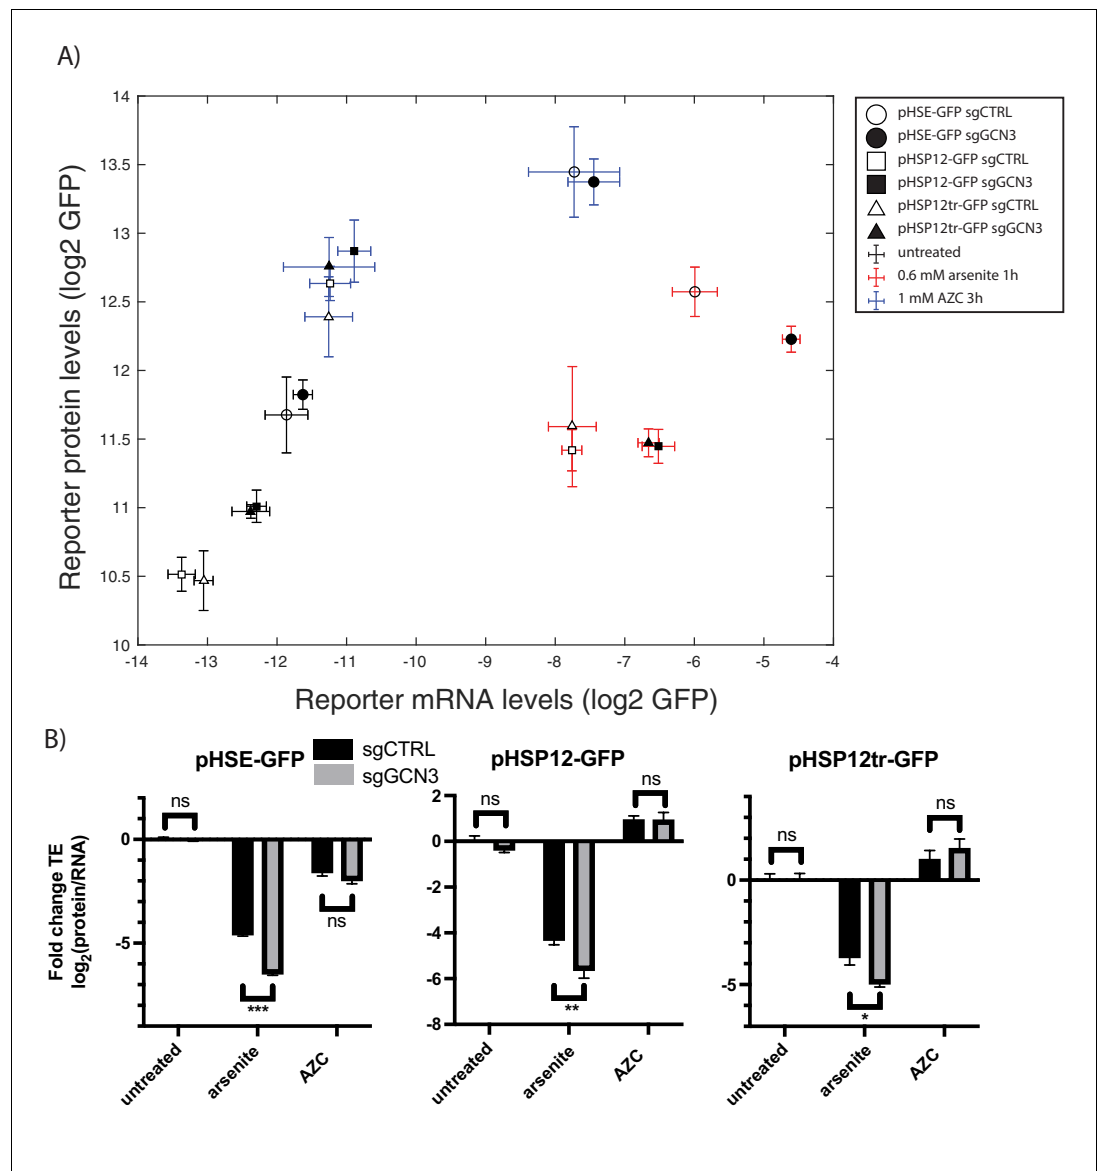 A)
14
13.5
13
12.5
12
11.5
11
10.5
10
Reporter protein levels (log2 GFP)
-14
-13
-12
-11
-10
-9
-8
-7
-6
-5
-4
Reporter mRNA levels (log2 GFP)
pHSE-GFP sgCTRL
pHSE-GFP sgGCN3
pHSP12-GFP sgCTRL
pHSP12-GFP sgGCN3
pHSP12tr-GFP sgCTRL
pHSP12tr-GFP sgGCN3
untreated
0.6 mM arsenite 1h
1 mM AZC 3h
B)
sgCTRL
sgGCN3
pHSE-GFP
Fold change TE
log2(protein/RNA)
0
-5
ns
***
ns
untreated
arsenite
AZC
pHSP12-GFP
2
0
-2
-4
-6
-8
ns
**
ns
untreated
arsenite
AZC
pHSP12tr-GFP
0
-5
ns
*
ns
untreated
arsenite
AZC